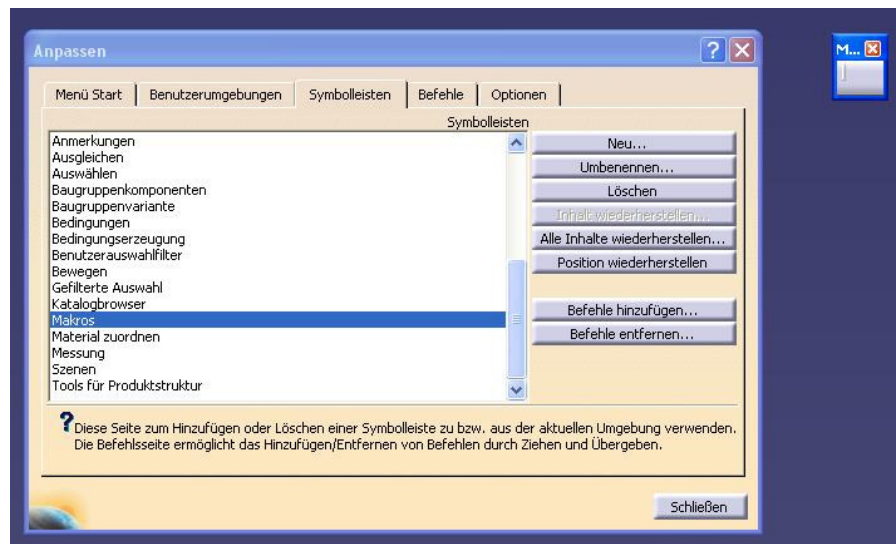 Anpassen
M...
Menü Start
Benutzerumgebungen
Symbolleisten
Befehle
Optionen
Symbolleisten
Anmerkungen
Ausgleichen
Auswählen
Baugruppenkomponenten
Baugruppenvariante
Bedingungen
Bedingungserzeugung
Benutzerauswahlfilter
Bewegen
Gefilterte Auswahl
Katalogbrowser
Makros
Material zuordnen
Messung
Szenen
Tools für Produktstruktur
Neu...
Umbenennen...
Löschen
Inhalt wiederherstellen...
Alle Inhalte wiederherstellen...
Position wiederherstellen
Befehle hinzufügen...
Befehle entfernen...
Diese Seite zum Hinzufügen oder Löschen einer Symbolleiste zu bzw. aus der aktuellen Umgebung verwenden.
Die Befehlsseite ermöglicht das Hinzufügen/Entfernen von Befehlen durch Ziehen und Übergeben.
Schließen